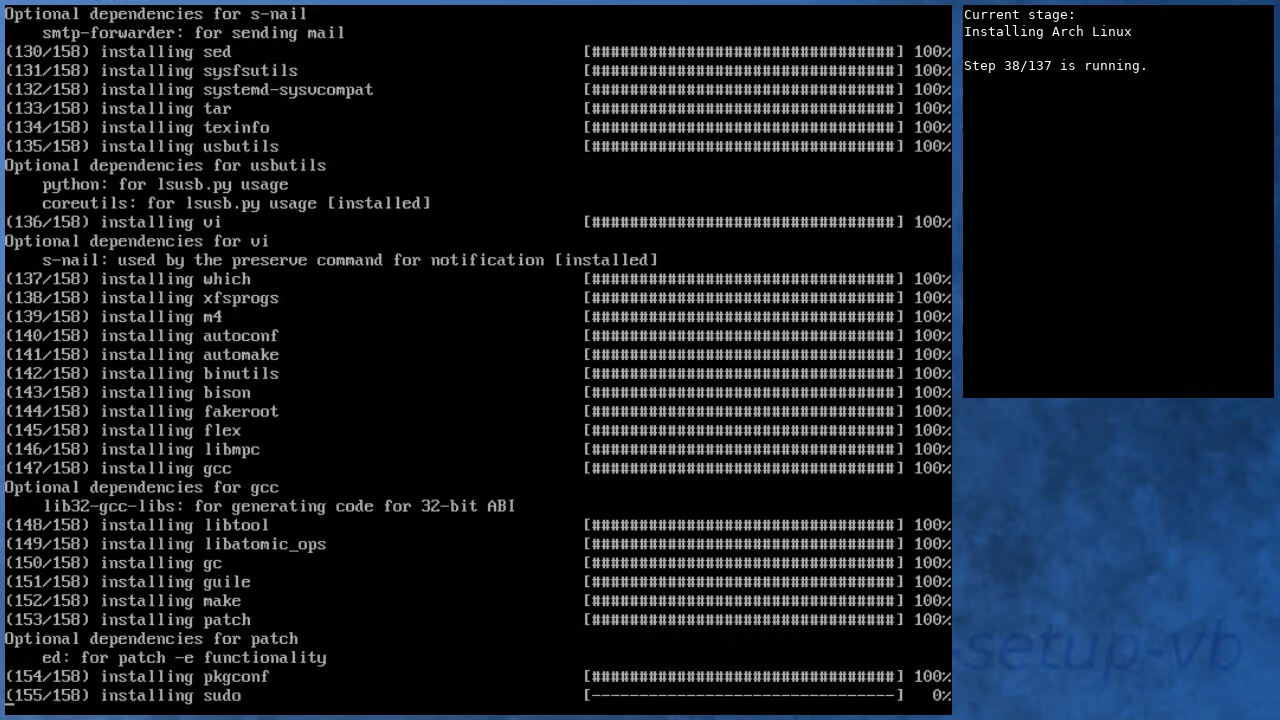 Optional dependencies for s-nail
    smtp-forwarder: for sending mail
(130/158) installing sed [################################] 100%
(131/158) installing sysfsutils [################################] 100%
(132/158) installing systemd-sysvcompat [################################] 100%
(133/158) installing tar [################################] 100%
(134/158) installing texinfo [################################] 100%
(135/158) installing usbutils [################################] 100%
Optional dependencies for usbutils
    python: for lsusb.py usage
    coreutils: for lsusb.py usage [installed]
(136/158) installing vi [################################] 100%
Optional dependencies for vi
    s-nail: used by the preserve command for notification [installed]
(137/158) installing which [################################] 100%
(138/158) installing xfsprogs [################################] 100%
(139/158) installing m4 [################################] 100%
(140/158) installing autoconf [################################] 100%
(141/158) installing automake [################################] 100%
(142/158) installing binutils [################################] 100%
(143/158) installing bison [################################] 100%
(144/158) installing fakeroot [################################] 100%
(145/158) installing flex [################################] 100%
(146/158) installing libmpc [################################] 100%
(147/158) installing gcc [################################] 100%
Optional dependencies for gcc
    lib32-gcc-libs: for generating code for 32-bit ABI
(148/158) installing libtool [################################] 100%
(149/158) installing libatomic_ops [################################] 100%
(150/158) installing gc [################################] 100%
(151/158) installing guile [################################] 100%
(152/158) installing make [################################] 100%
(153/158) installing patch [################################] 100%
Optional dependencies for patch
    ed: for patch -e functionality
(154/158) installing pkgconf [################################] 100%
(155/158) installing sudo [--------------------------------] 0%
Current stage:
Installing Arch Linux
Step 38/137 is running.
setup-vb